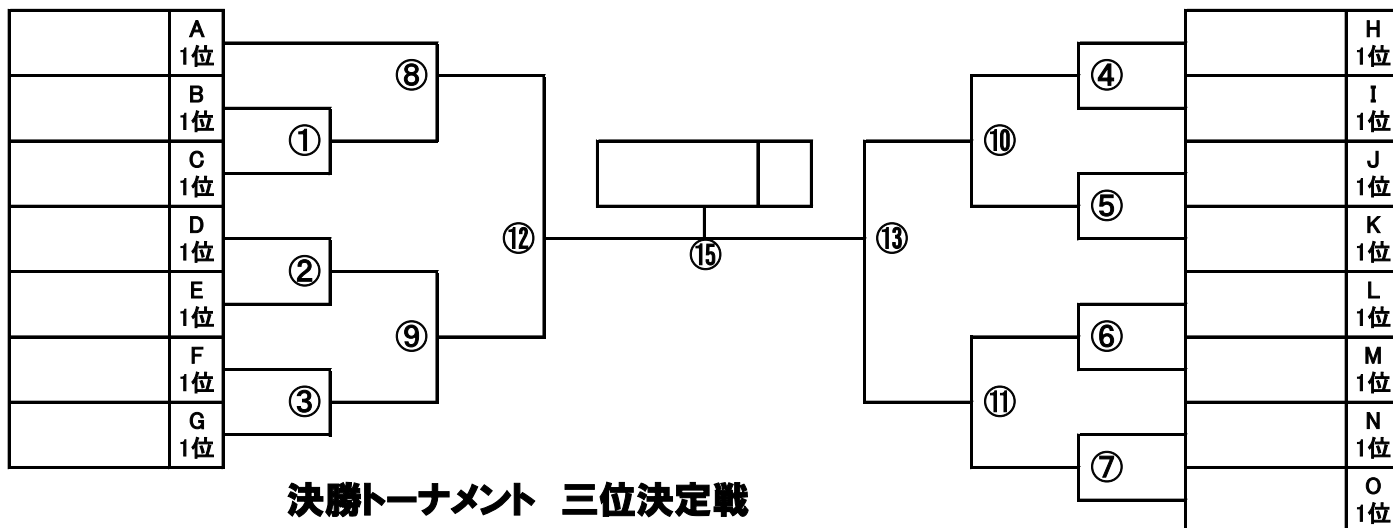 A
1位
B
1位
C
1位
D
1位
E
1位
F
1位
G
1位
⑧
①
②
⑨
③
⑫
⑮
⑬
⑩
⑪
④
⑤
⑥
⑦
H
1位
I
1位
J
1位
K
1位
L
1位
M
1位
N
1位
O
1位
決勝トーナメント 三位決定戦